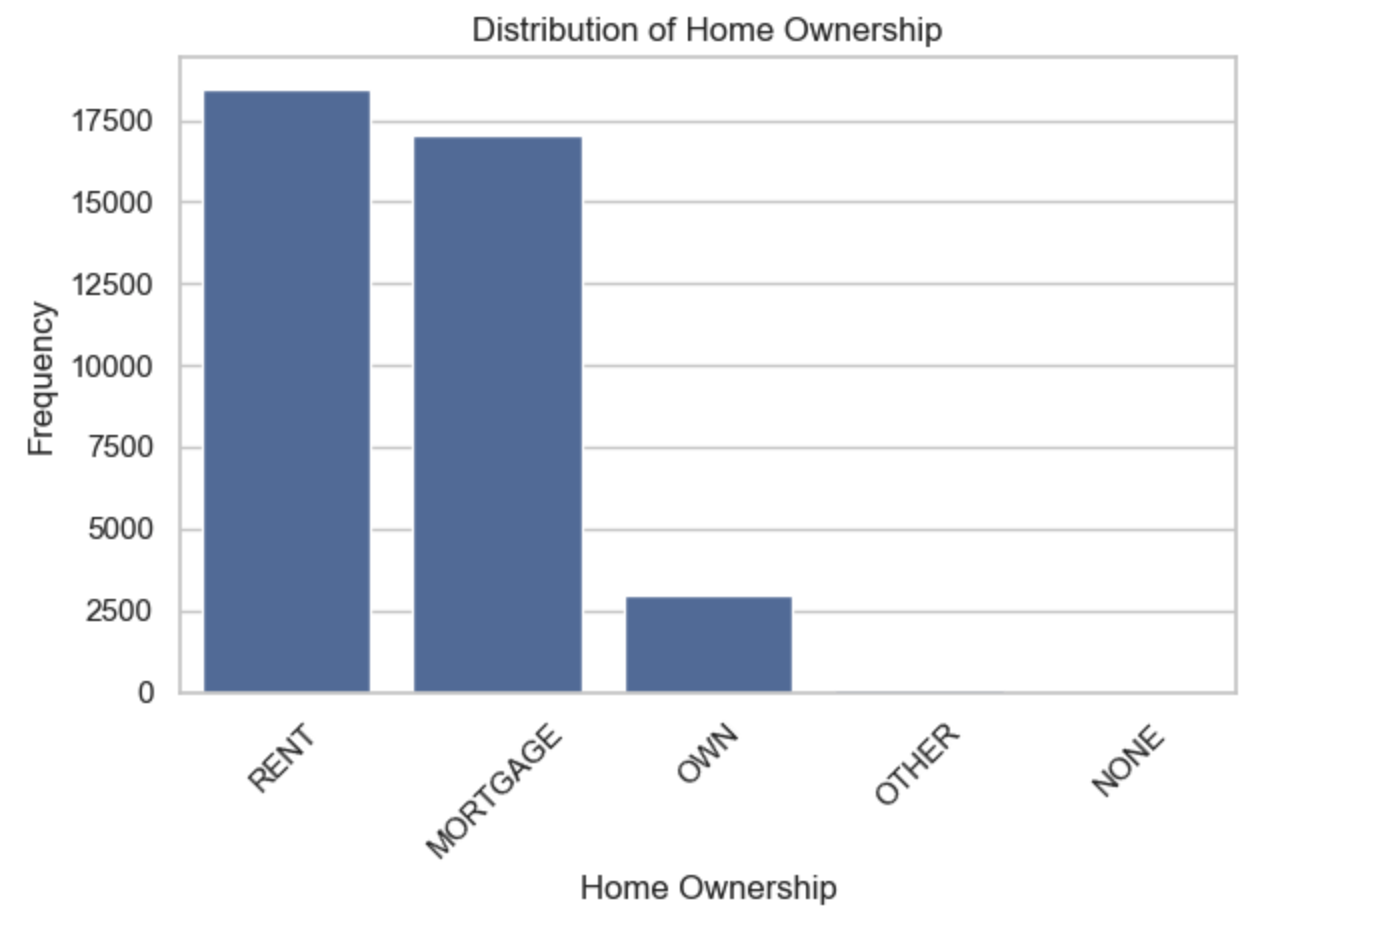 Distribution of Home Ownership
Frequency
17500
15000
12500
10000
7500
5000
2500
0
RENT
MORTGAGE
OWN
OTHER
NONE
Home Ownership